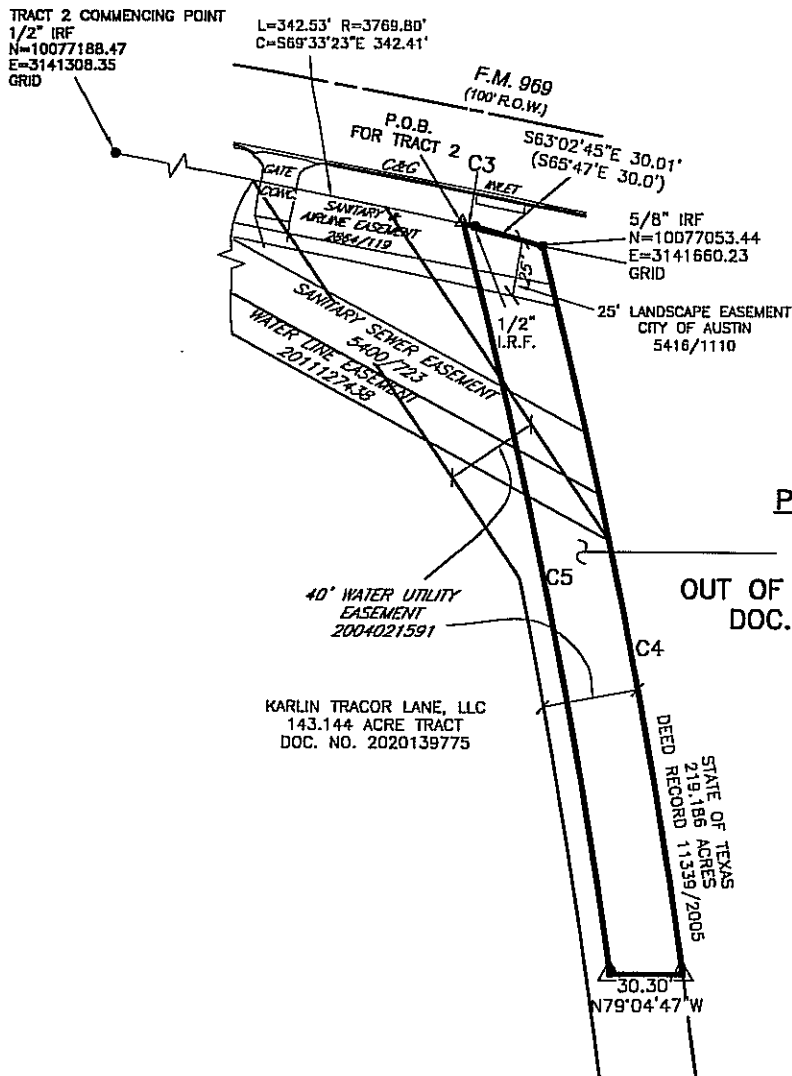 TRACT 2 COMMENCING POINT
1/2" IRF
N=10077188.47
E=3141308.35
GRID
L=342.53' R=3769.80'
C=S69°33'23"E 342.41'
F.M. 969
(100' R.O.W.)
P.O.B.
FOR TRACT 2
C3
S63°02'45"E 30.01'
(S65°47'E 30.0')
C&G
INLET
GATE
CONC.
SANITARY &
AIRLINE EASEMENT
2864/119
5/8" IRF
N=10077053.44
E=3141660.23
GRID
25'
1/2"
I.R.F.
25' LANDSCAPE EASEMENT
CITY OF AUSTIN
5416/1110
SANITARY SEWER EASEMENT
5400/723
WATER LINE EASEMENT
2011127438
P
OUT OF
DOC.
C5
C4
40' WATER UTILITY
EASEMENT
2004021591
KARLIN TRACOR LANE, LLC
143.144 ACRE TRACT
DOC. NO. 2020139775
STATE OF TEXAS
219.186 ACRES
DEED RECORD 11339/2005
30.30'
N79°04'47"W